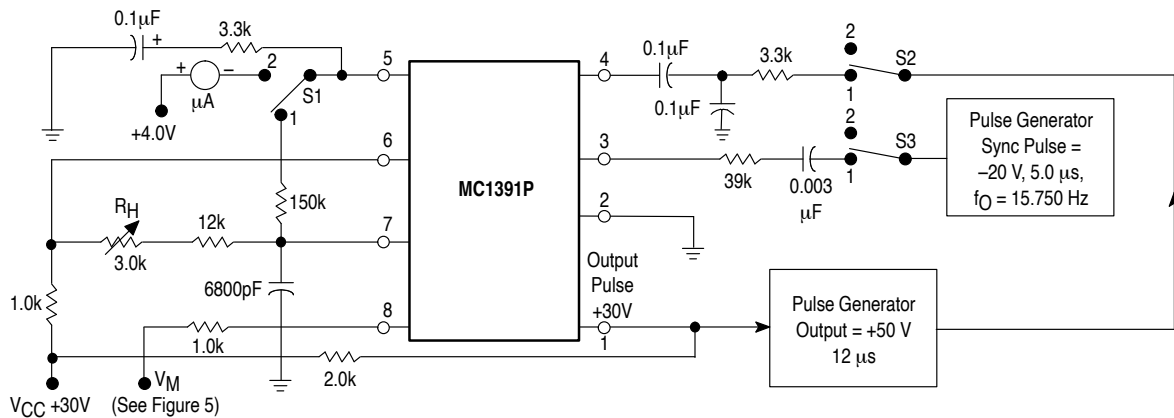 0.1µF
+
3.3k
+
–
2
µA
+4.0V
S1
1
5
6
7
8
MC1391P
4
3
2
1
Output
Pulse
+30V
0.1µF
0.1µF
3.3k
2
1
S2
2
1
S3
39k
0.003
µF
Pulse Generator
Sync Pulse =
–20 V, 5.0 µs,
fO = 15.750 Hz
Pulse Generator
Output = +50 V
12 µs
150k
RH
3.0k
12k
6800pF
1.0k
1.0k
2.0k
VCC +30V
VM
(See Figure 5)